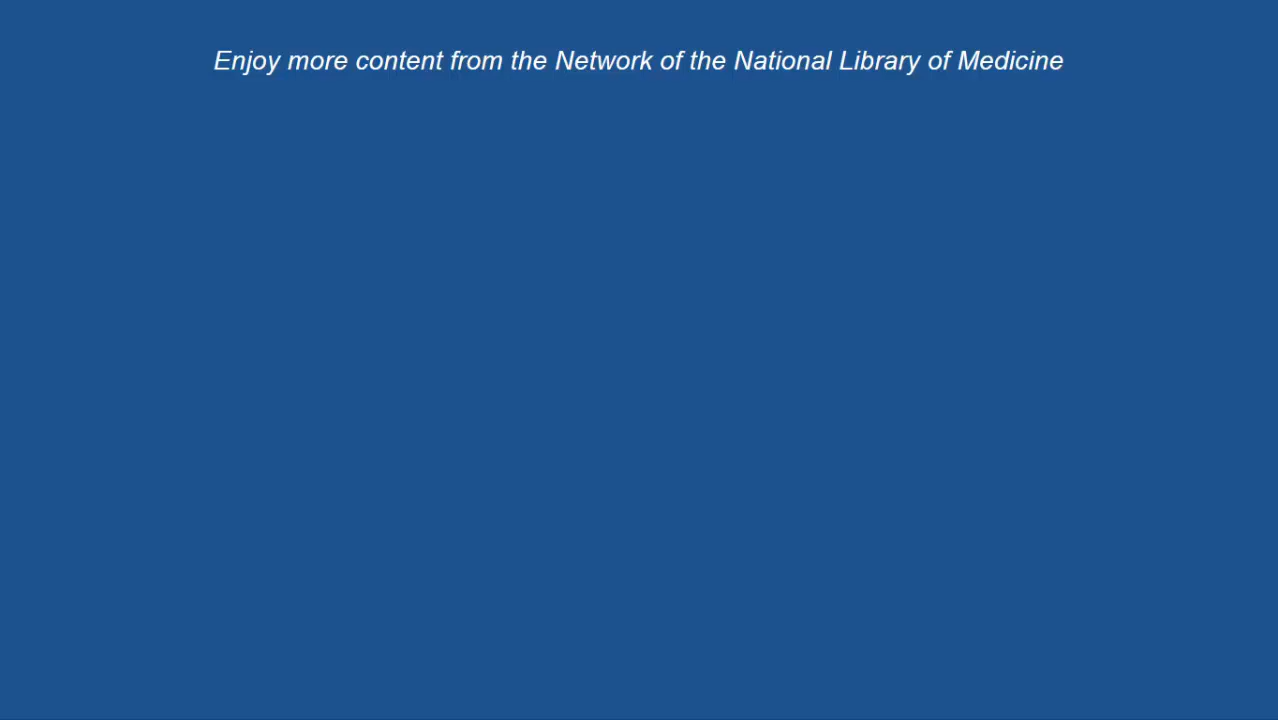 Enjoy more content from the Network of the National Library of Medicine